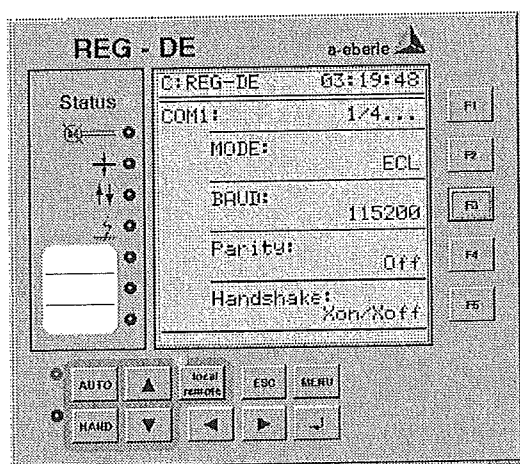 REG - DE
a-eberle
Status
C:REG-DE 03:19:48
COM1: 1/4...
MODE:
ECL
BAUD:
115200
Parity:
Off
Handshake:
Xon/Xoff
F1
F2
F3
F4
F5
AUTO
local
remote
ESC
MENU
HAND